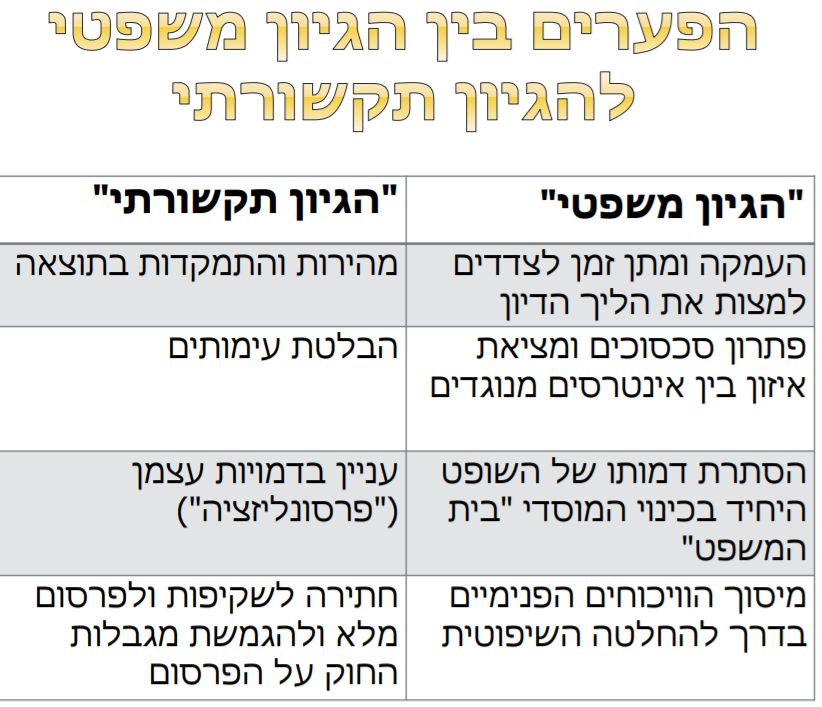 הפערים בין הגיון משפטי
להגיון תקשורתי
"הגיון משפטי"
"הגיון תקשורתי"
העמקה ומתן זמן לצדדים
למצות את הליך הדיון
מהירות והתמקדות בתוצאה
פתרון סכסוכים ומציאת
איזון בין אינטרסים מנוגדים
הבלטת עימותים
הסתרת דמותו של השופט
היחיד בכינוי המוסדי "בית
המשפט"
עניין בדמויות עצמן
("פרסונליזציה")
מיסוך הוויכוחים הפנימיים
בדרך להחלטה השיפוטית
חתירה לשקיפות ולפרסום
מלא ולהגמשת מגבלות
החוק על הפרסום